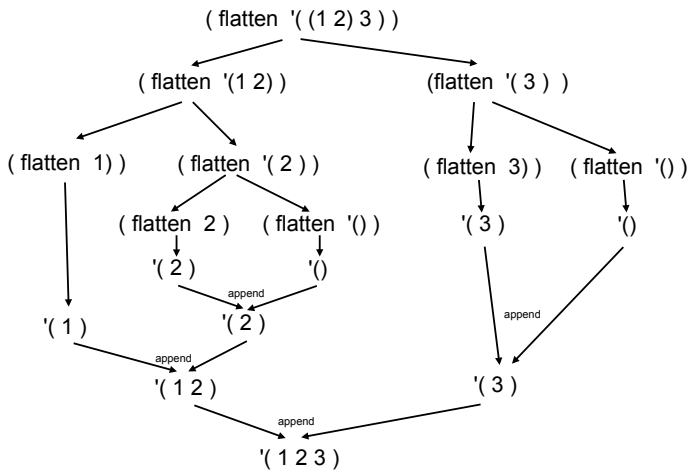 ( flatten '( (1 2) 3 ) )
( flatten '(1 2) )
(flatten '( 3 ) )
( flatten 1) )
( flatten '( 2 ) )
( flatten 3) )
( flatten '() )
( flatten 2 )
( flatten '() )
'( 3 )
'()
'( 2 )
'()
append
'( 1 )
'( 2 )
append
append
'( 1 2 )
'( 3 )
append
'( 1 2 3 )